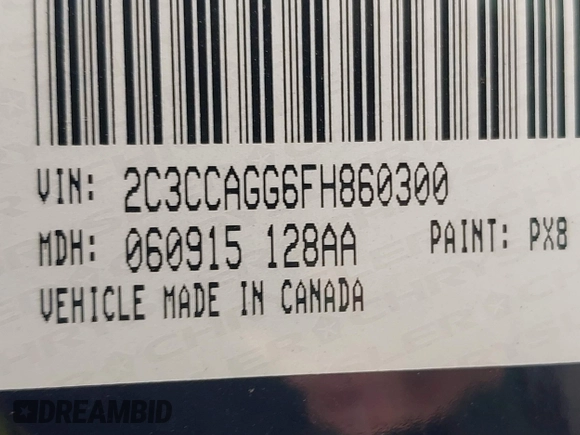 VIN: 2C3CCAGG6FH860300
MDH: 060915 128AA PAINT: PX8
VEHICLE MADE IN CANADA
DREAMBID